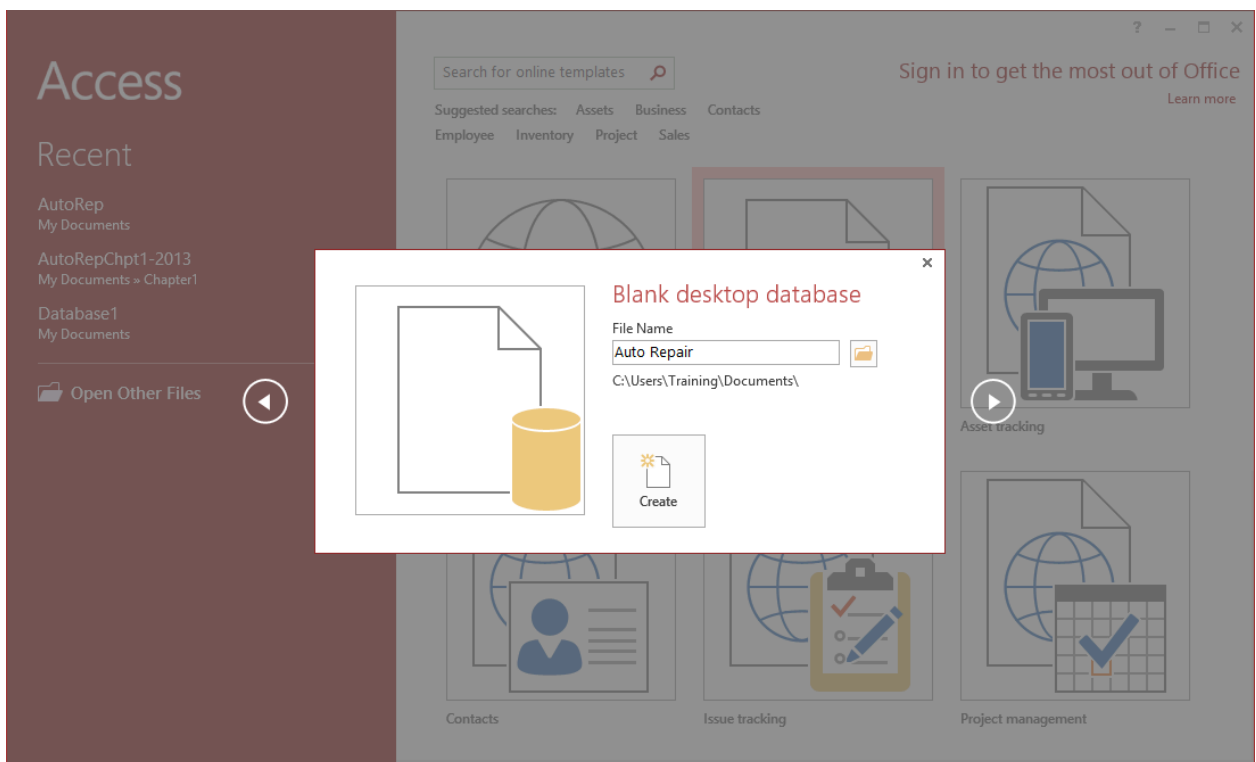 ?
Access
Search for online templates
Sign in to get the most out of Office
Learn more
Suggested searches: Assets Business Contacts
Employee Inventory Project Sales
Recent
AutoRep
My Documents
AutoRepChpt1-2013
My Documents » Chapter1
Database1
My Documents
Open Other Files
Blank desktop database
File Name
Auto Repair
C:\Users\Training\Documents\
Create
Asset tracking
Contacts
Issue tracking
Project management